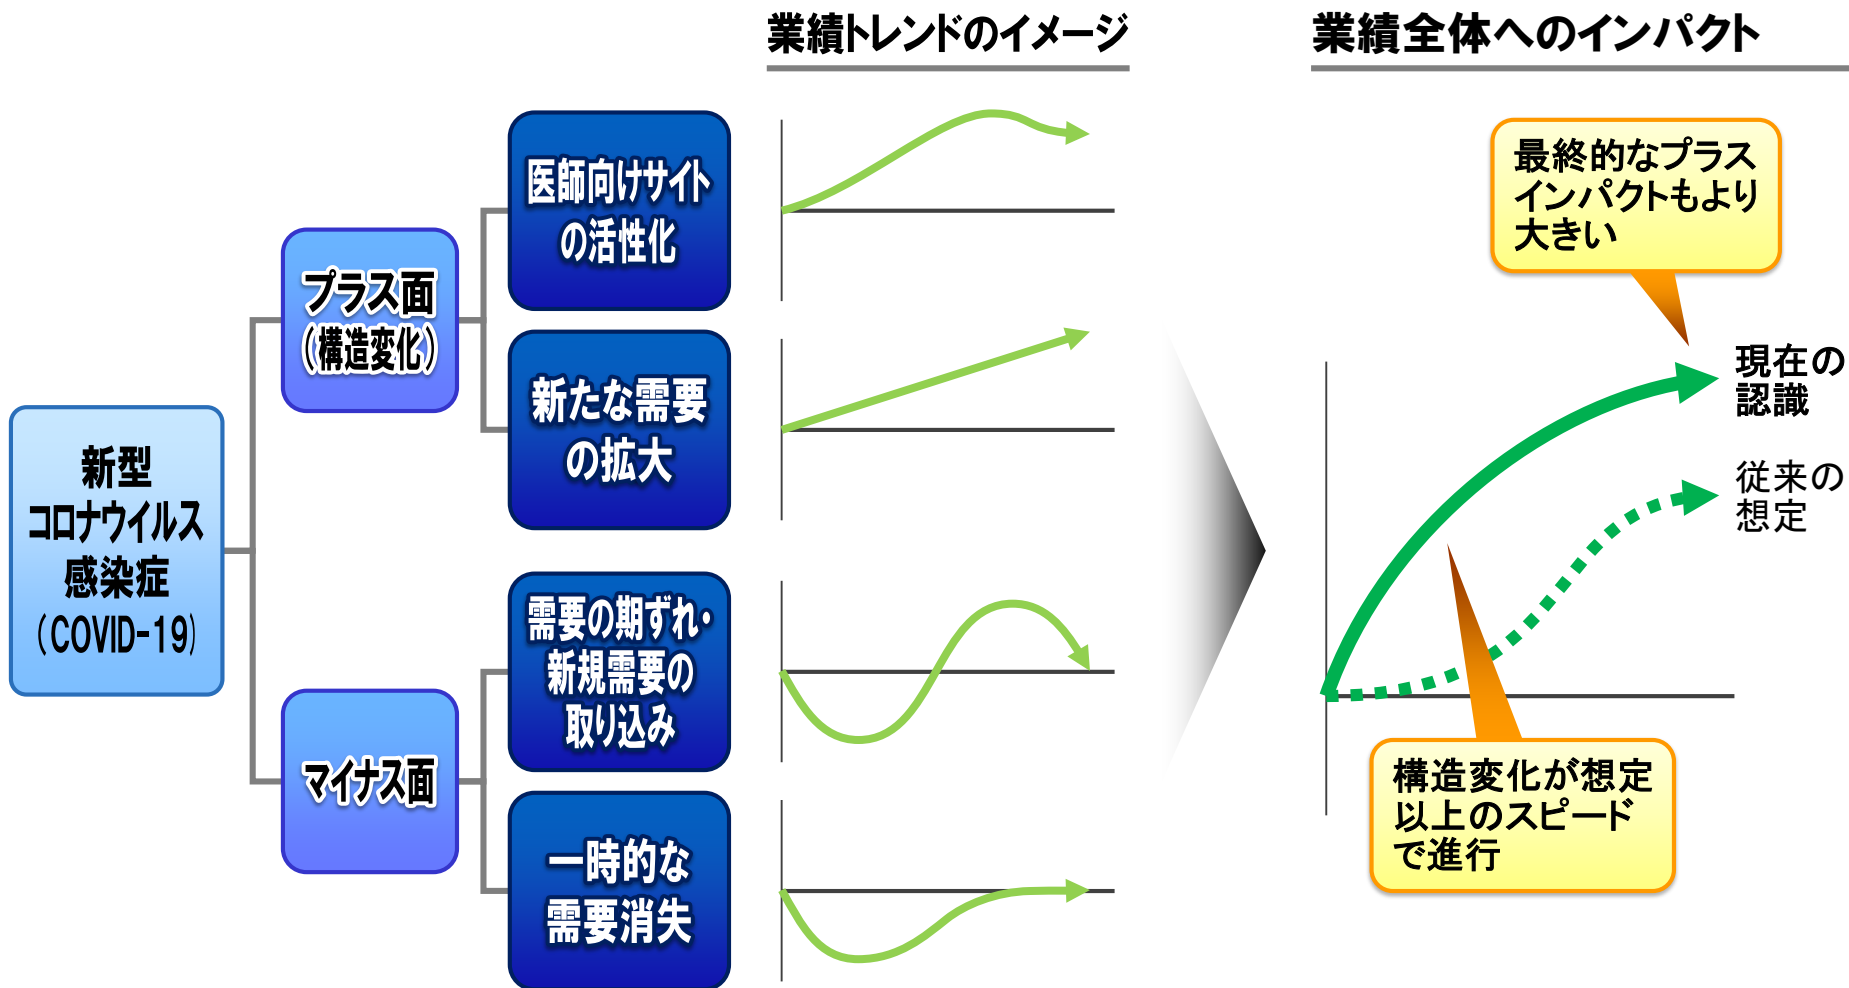 業績トレンドのイメージ
業績全体へのインパクト
新型
コロナウイルス
感染症
（COVID-19）
プラス面
（構造変化）
マイナス面
医師向けサイト
の活性化
新たな需要
の拡大
需要の期ずれ・
新規需要の
取り込み
一時的な
需要消失
最終的なプラス
インパクトもより
大きい
現在の
認識
従来の
想定
構造変化が想定
以上のスピード
で進行